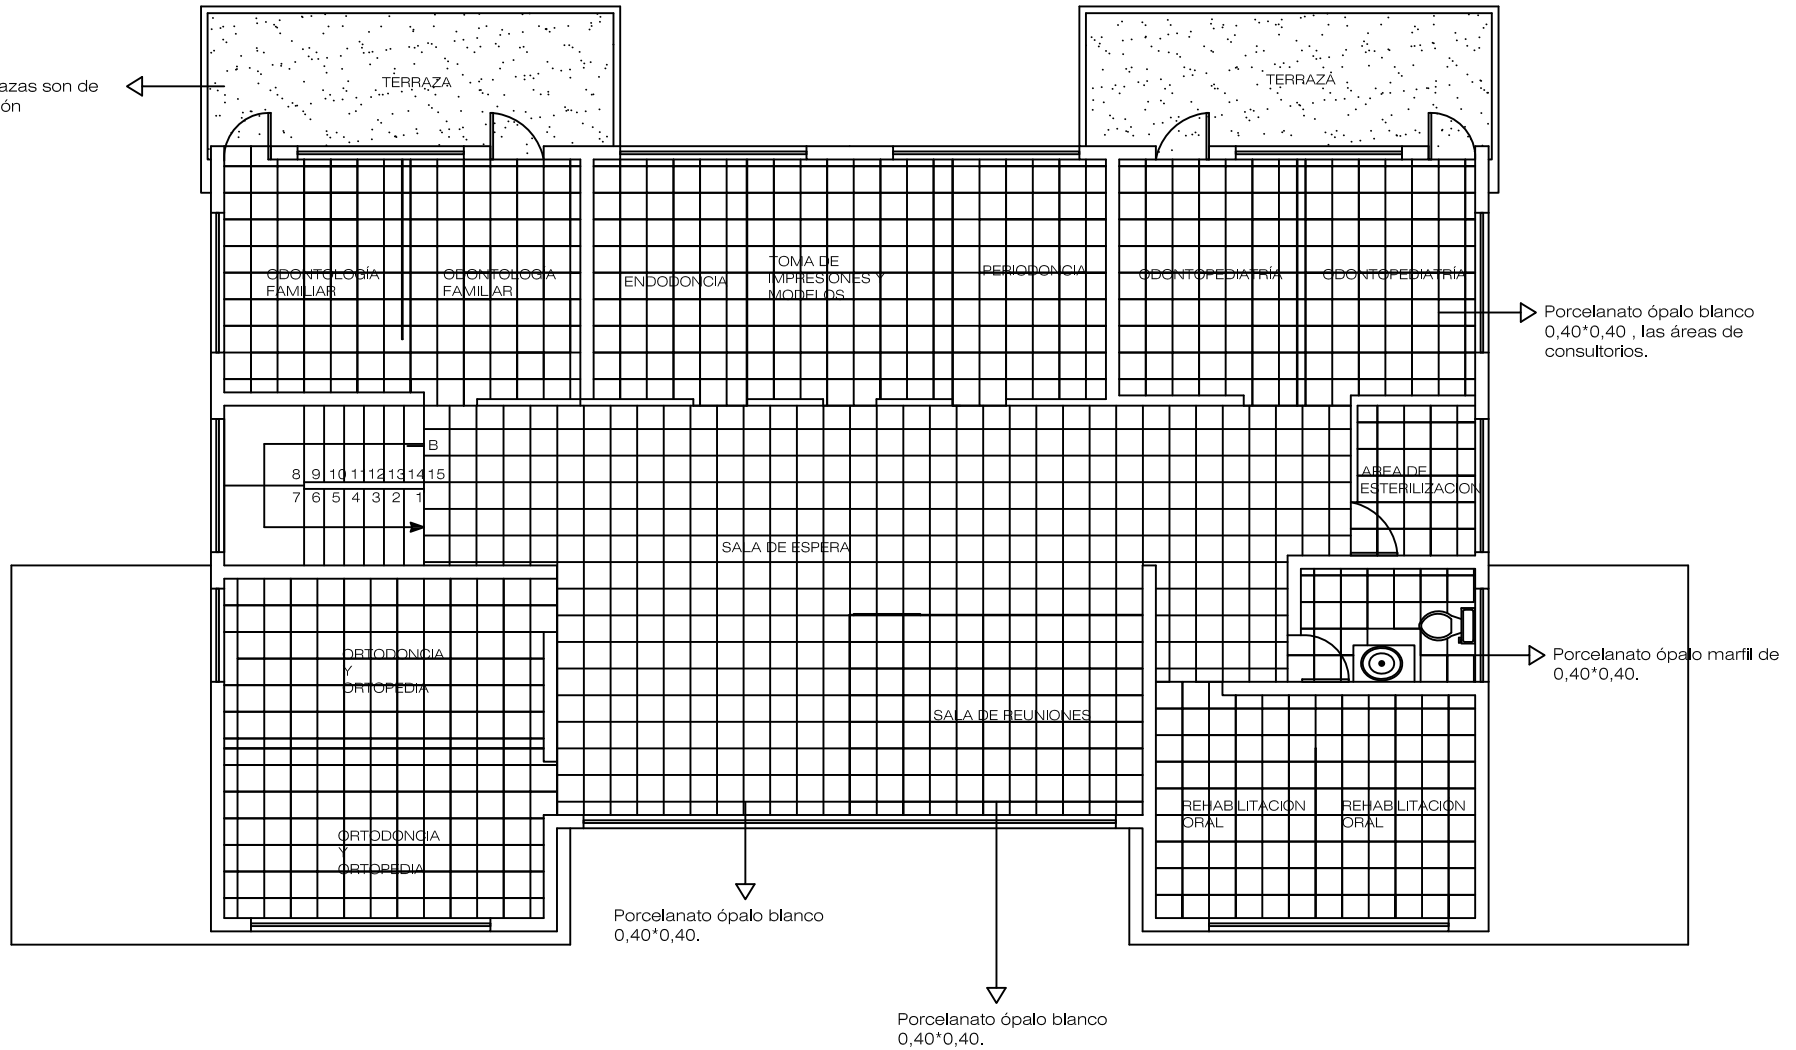 TERRAZA
TERRAZA
azas son de
ón
ODONTOLOGÍA
FAMILIAR
ODONTOLOGIA
FAMILIAR
ENDODONCIA
TOMA DE
IMPRESIONES Y
MODELOS
PERIODONCIA
ODONTOPEDIATRÍA
ODONTOPEDIATRÍA
Porcelanato ópalo blanco
0,40*0,40 , las áreas de
consultorios.
B
8 9 10 11 12 13 14 15
7 6 5 4 3 2 1
AREA DE
ESTERILIZACION
SALA DE ESPERA
ORTODONCIA
Y
ORTOPEDIA
Porcelanato ópalo marfil de
0,40*0,40.
SALA DE REUNIONES
ORTODONCIA
Y
ORTOPEDIA
REHABILITACION
ORAL
REHABILITACION
ORAL
Porcelanato ópalo blanco
0,40*0,40.
Porcelanato ópalo blanco
0,40*0,40.